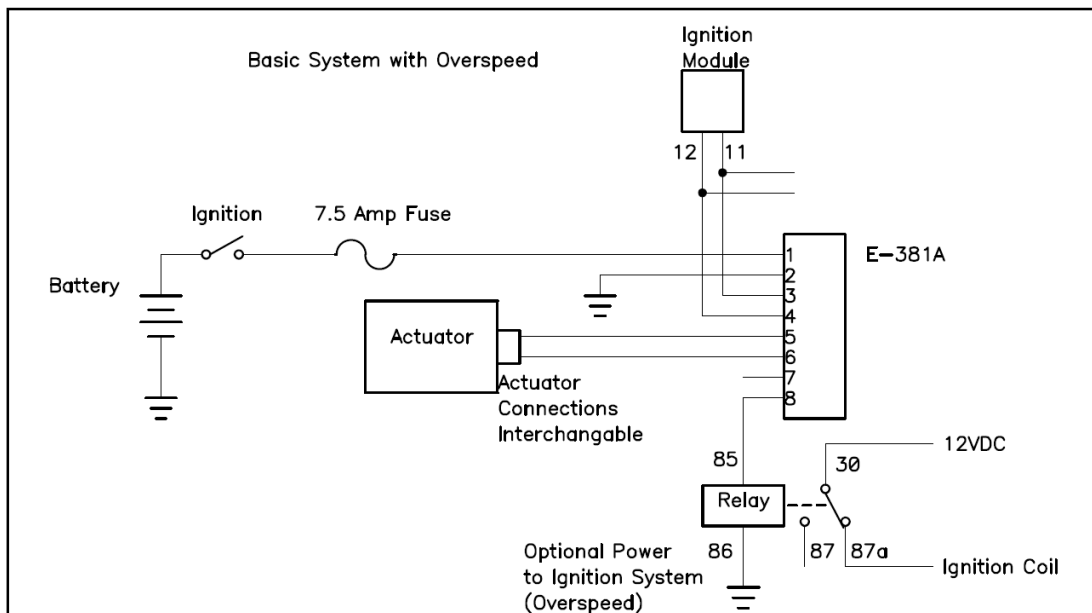 Basic System with Overspeed
Ignition
Module
12
11
Ignition
7.5 Amp Fuse
Battery
E-381A
1
2
3
4
5
6
7
8
Actuator
Actuator
Connections
Interchangable
85
30
12VDC
Relay
86
87
87a
Ignition Coil
Optional Power
to Ignition System
(Overspeed)